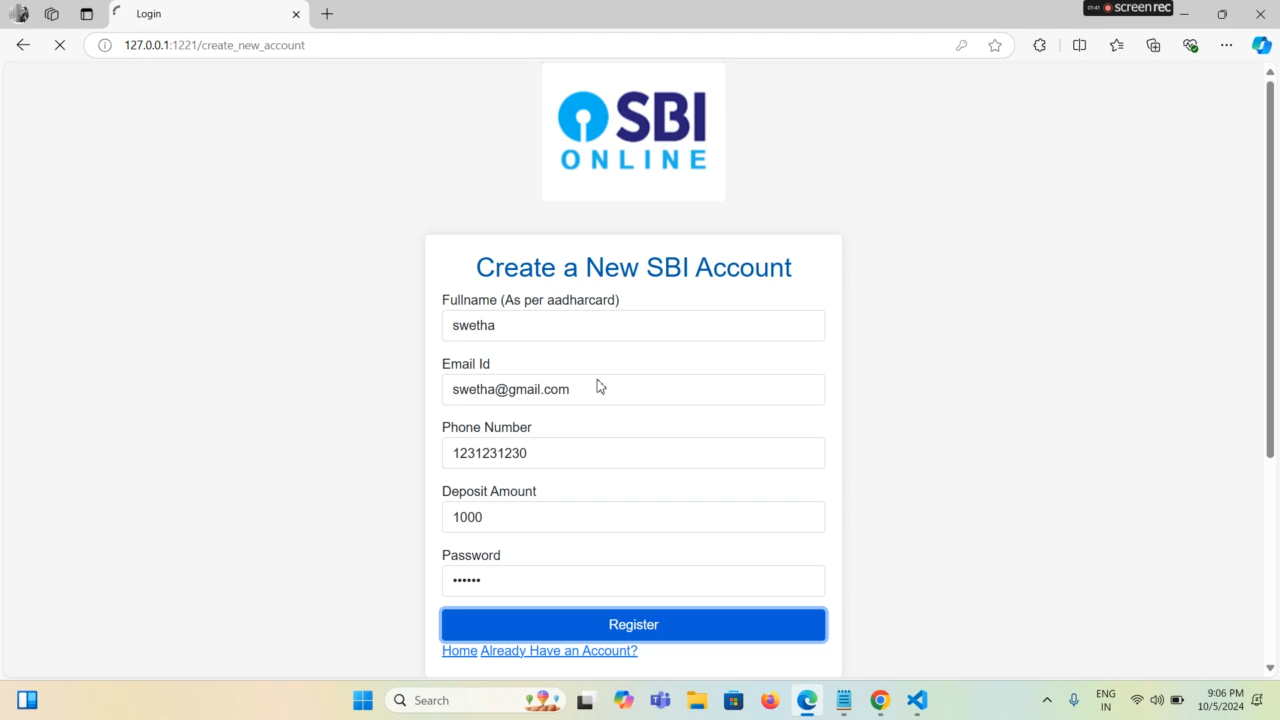 01:41 screenrec
Login
127.0.0.1:1221/create_new_account
SBI
ONLINE
Create a New SBI Account
Fullname (As per aadharcard)
swetha
Email Id
swetha@gmail.com
Phone Number
1231231230
Deposit Amount
1000
Password
••••••
Register
Home Already Have an Account?
Search
ENG
IN
9:06 PM
10/5/2024